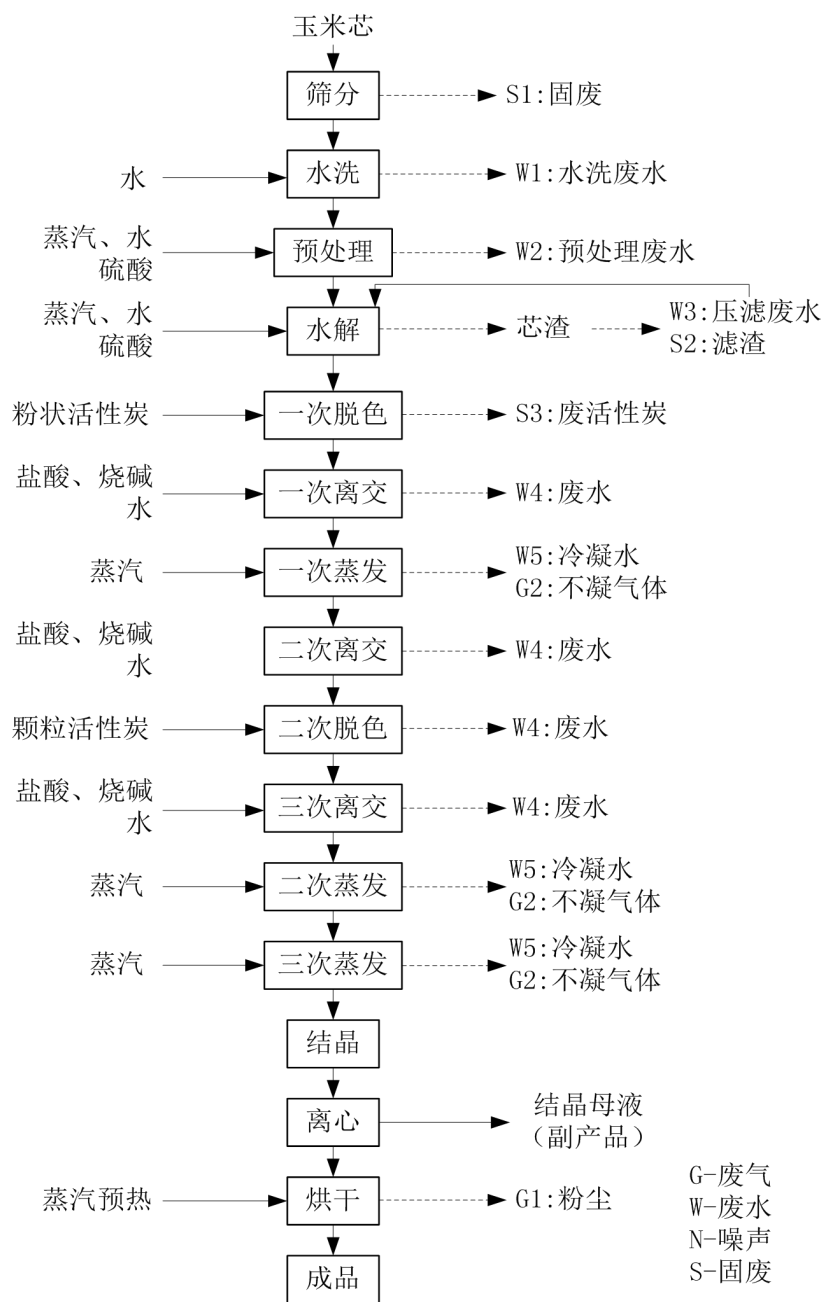 玉米芯
筛分
S1:固废
水
水洗
W1:水洗废水
蒸汽、水
硫酸
预处理
W2:预处理废水
蒸汽、水
硫酸
水解
芯渣
W3:压滤废水
S2:滤渣
粉状活性炭
一次脱色
S3:废活性炭
盐酸、烧碱
水
一次离交
W4:废水
蒸汽
一次蒸发
W5:冷凝水
G2:不凝气体
盐酸、烧碱
水
二次离交
W4:废水
颗粒活性炭
二次脱色
W4:废水
盐酸、烧碱
水
三次离交
W4:废水
蒸汽
二次蒸发
W5:冷凝水
G2:不凝气体
蒸汽
三次蒸发
W5:冷凝水
G2:不凝气体
结晶
离心
结晶母液
（副产品）
蒸汽预热
烘干
G1:粉尘
成品
G-废气
W-废水
N-噪声
S-固废